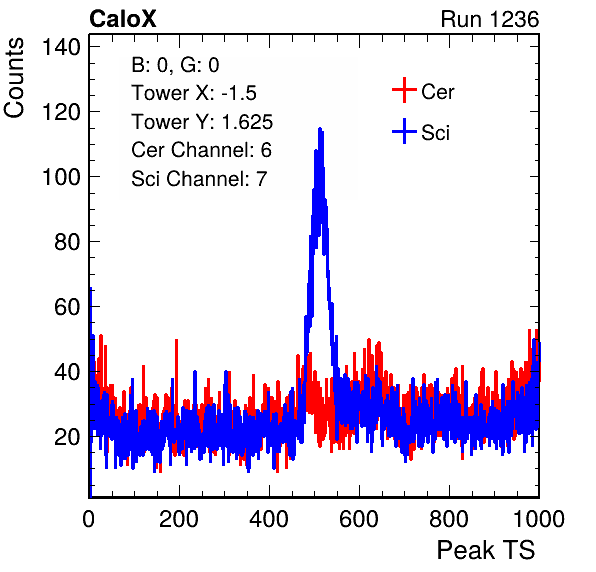 CaloX Run 1236
Counts
140
120
100
80
60
40
20
B: 0, G: 0
Tower X: -1.5
Tower Y: 1.625
Cer Channel: 6
Sci Channel: 7
Cer
Sci
0 200 400 600 800 1000
Peak TS